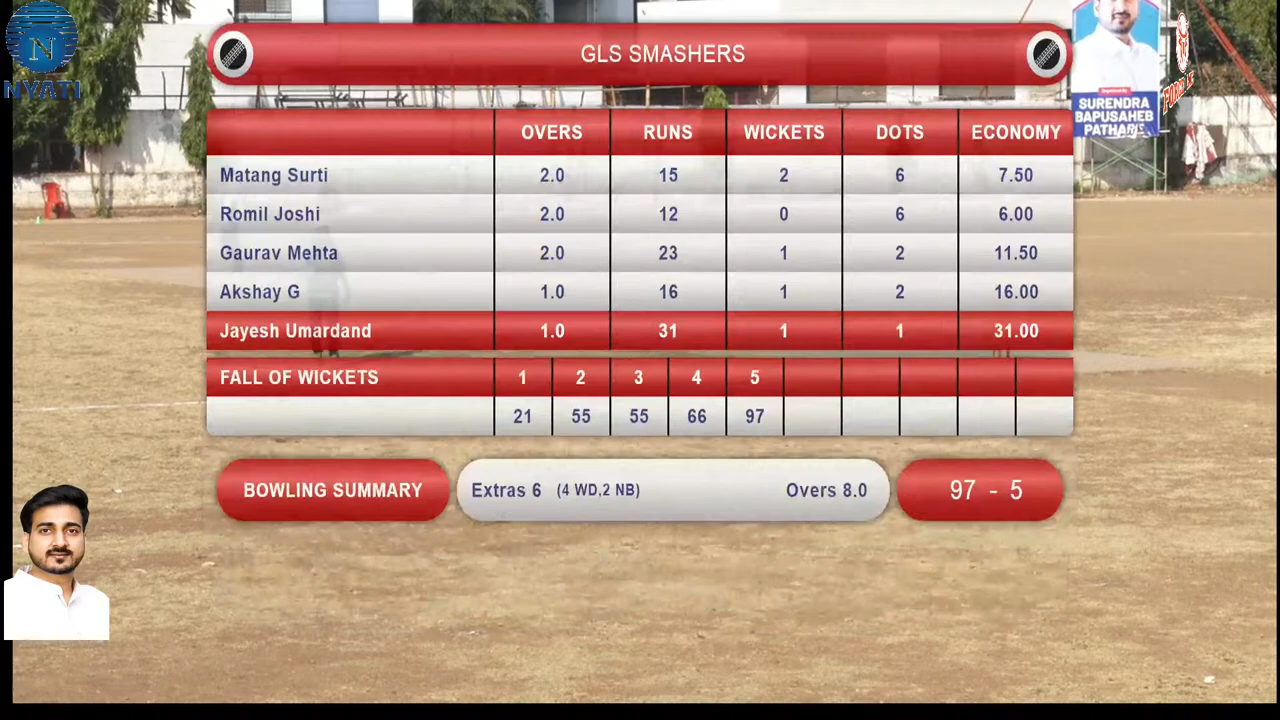 NYATI
N
GLS SMASHERS
SURENDRA
BAPUSAHEB
PATHARE
FORCE
OVERS RUNS WICKETS DOTS ECONOMY
Matang Surti 2.0 15 2 6 7.50
Romil Joshi 2.0 12 0 6 6.00
Gaurav Mehta 2.0 23 1 2 11.50
Akshay G 1.0 16 1 2 16.00
Jayesh Umardand 1.0 31 1 1 31.00
FALL OF WICKETS 1 2 3 4 5
21 55 55 66 97
BOWLING SUMMARY Extras 6 (4 WD,2 NB) Overs 8.0 97 - 5